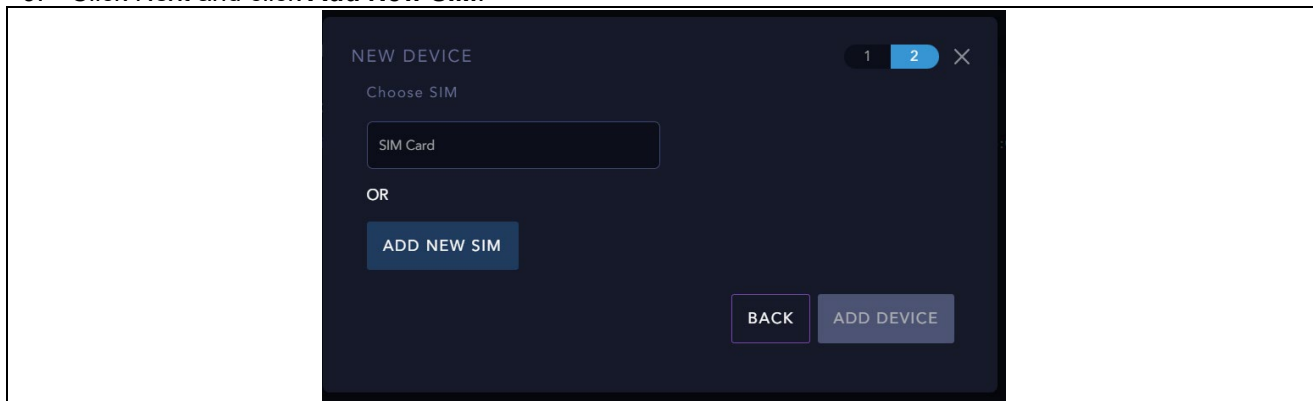 NEW DEVICE 1 2
Choose SIM
SIM Card
OR
ADD NEW SIM
BACK ADD DEVICE